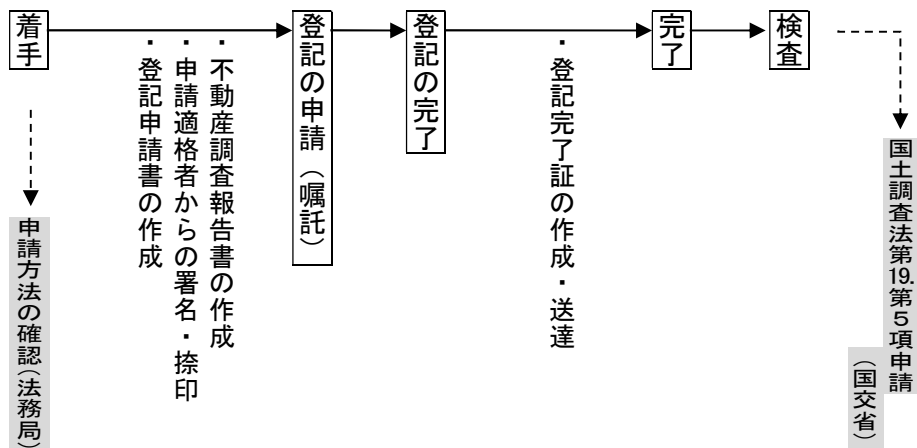 着手
申請方法の確認（法務局）
・不動産調査報告書の作成
・申請適格者からの署名・捺印
・登記申請書の作成
登記の申請（嘱託）
登記の完了
・登記完了証の作成・送達
完了
検査
国土調査法第19.第５項申請
（国交省）